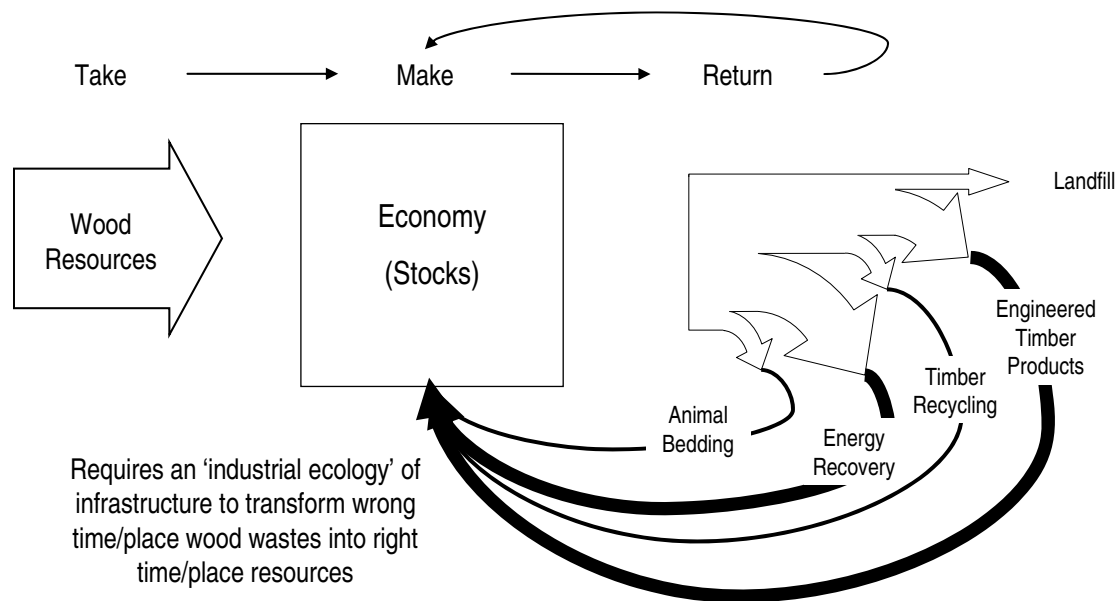 Take
Make
Return
Wood
Resources
Economy
(Stocks)
Landfill
Engineered
Timber
Products
Timber
Recycling
Animal
Bedding
Energy
Recovery
Requires an ‘industrial ecology’ of
infrastructure to transform wrong
time/place wood wastes into right
time/place resources